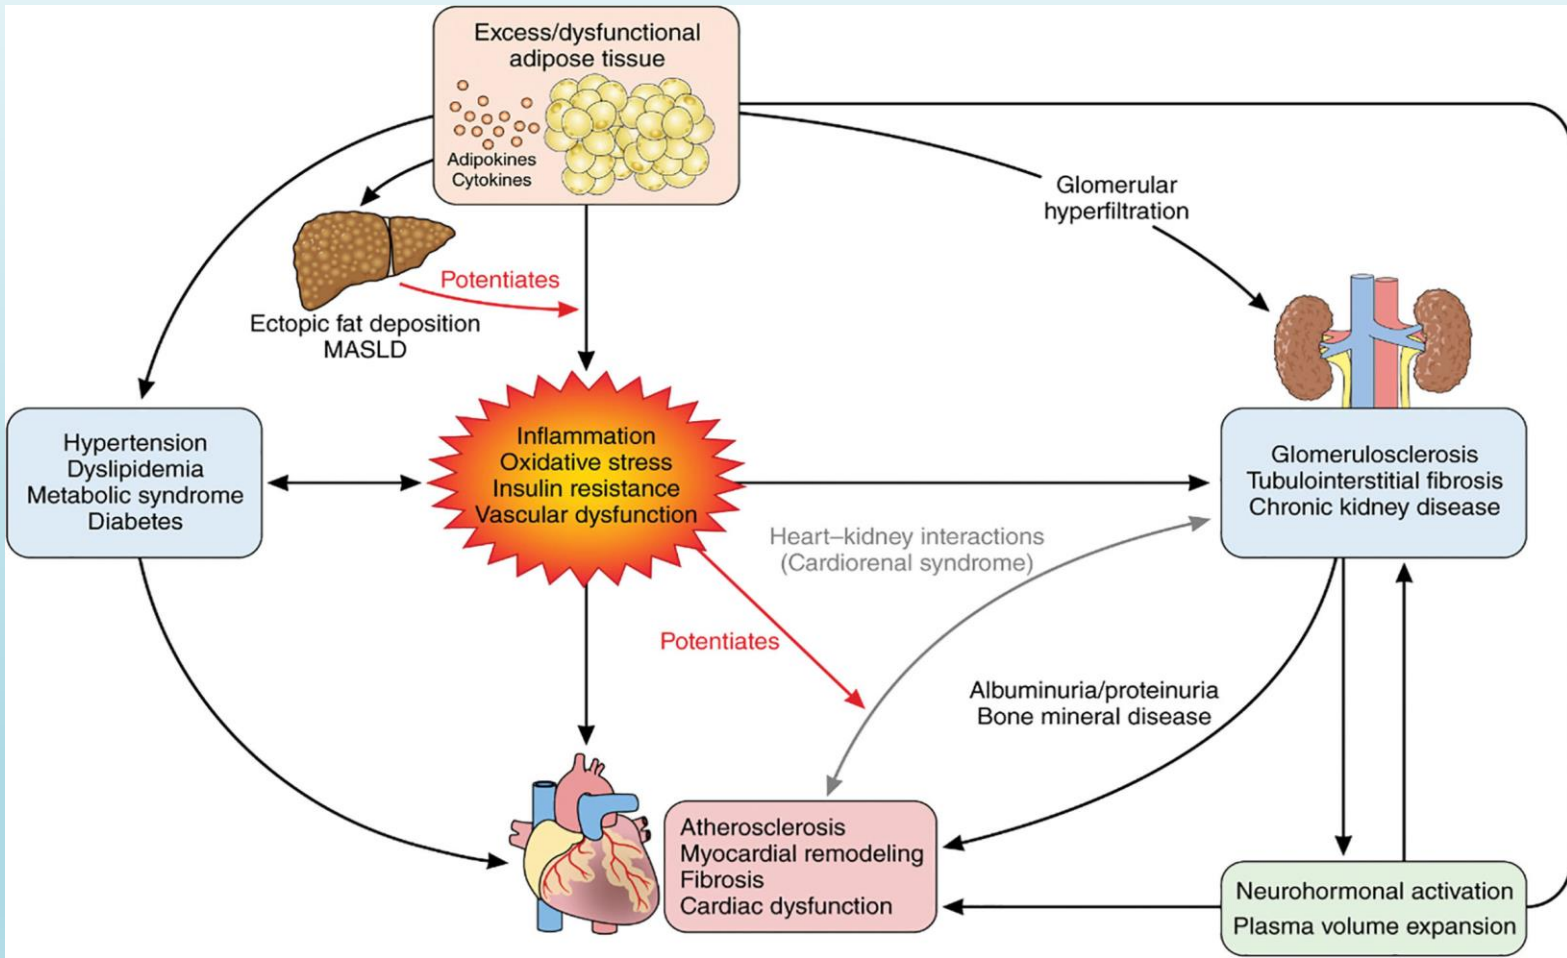 Excess/dysfunctional
adipose tissue
Adipokines
Cytokines
Glomerular
hyperfiltration
Potentiates
Ectopic fat deposition
MASLD
Hypertension
Dyslipidemia
Metabolic syndrome
Diabetes
Inflammation
Oxidative stress
Insulin resistance
Vascular dysfunction
Glomerulosclerosis
Tubulointerstitial fibrosis
Chronic kidney disease
Heart–kidney interactions
(Cardiorenal syndrome)
Potentiates
Albuminuria/proteinuria
Bone mineral disease
Atherosclerosis
Myocardial remodeling
Fibrosis
Cardiac dysfunction
Neurohormonal activation
Plasma volume expansion